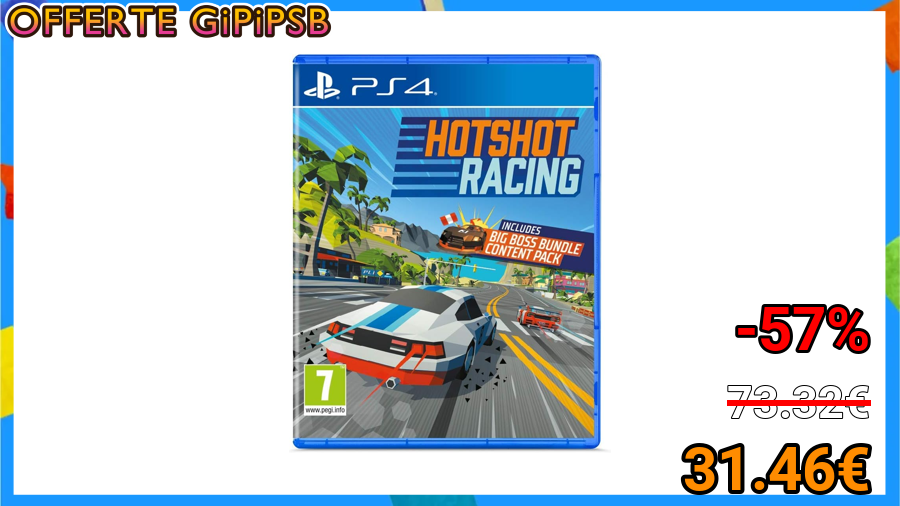 OFFERTE GiPiPSB
PS4
HOTSHOT
RACING
INCLUDES
BIG BOSS BUNDLE
CONTENT PACK
7
www.pegi.info
-57%
73.32€
31.46€